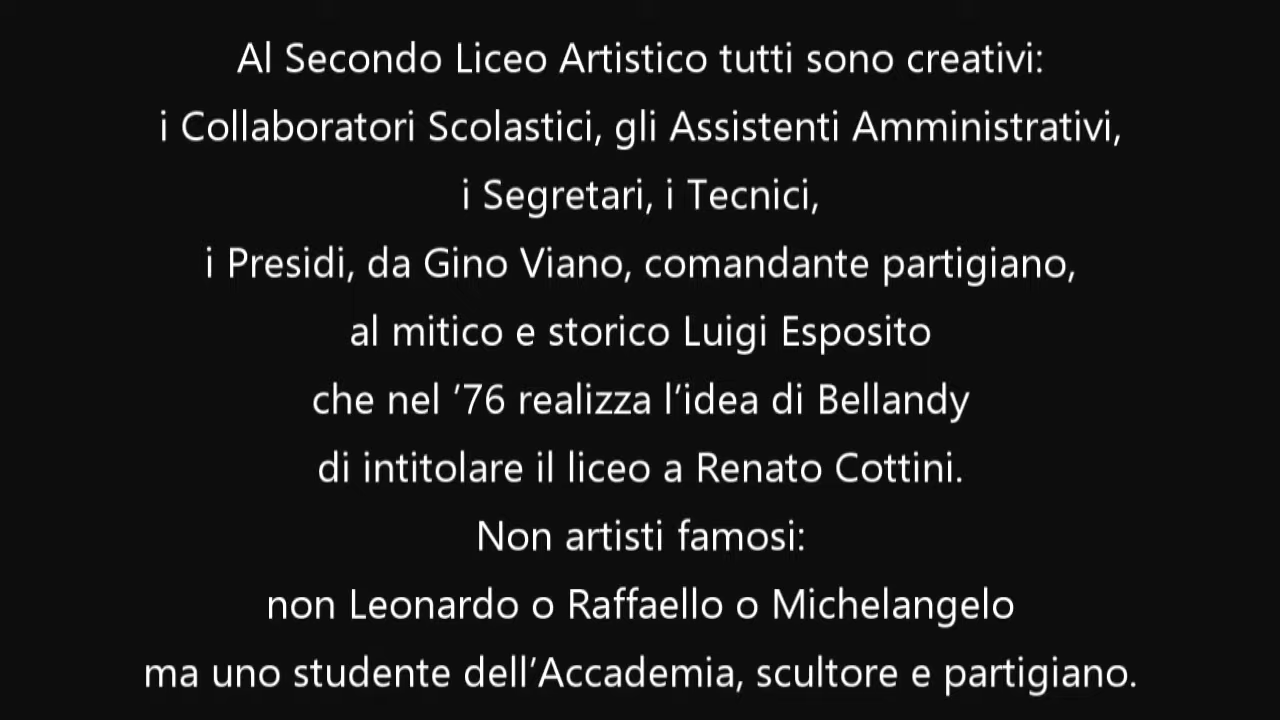 Al Secondo Liceo Artistico tutti sono creativi:
i Collaboratori Scolastici, gli Assistenti Amministrativi,
i Segretari, i Tecnici,
i Presidi, da Gino Viano, comandante partigiano,
al mitico e storico Luigi Esposito
che nel ’76 realizza l’idea di Bellandy
di intitolare il liceo a Renato Cottini.
Non artisti famosi:
non Leonardo o Raffaello o Michelangelo
ma uno studente dell’Accademia, scultore e partigiano.